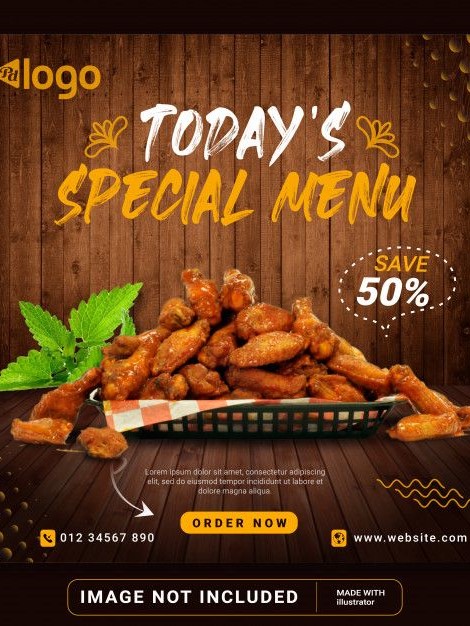 Pd
logo
TODAY'S
SPECIAL MENU
SAVE
50%
Lorem ipsum dolor sit amet, consectetur adipiscing
elit, sed do eiusmod tempor incididunt ut labore et
dolore magna aliqua.
ORDER NOW
012 34567 890
www.website.com
IMAGE NOT INCLUDED
MADE WITH
illustrator